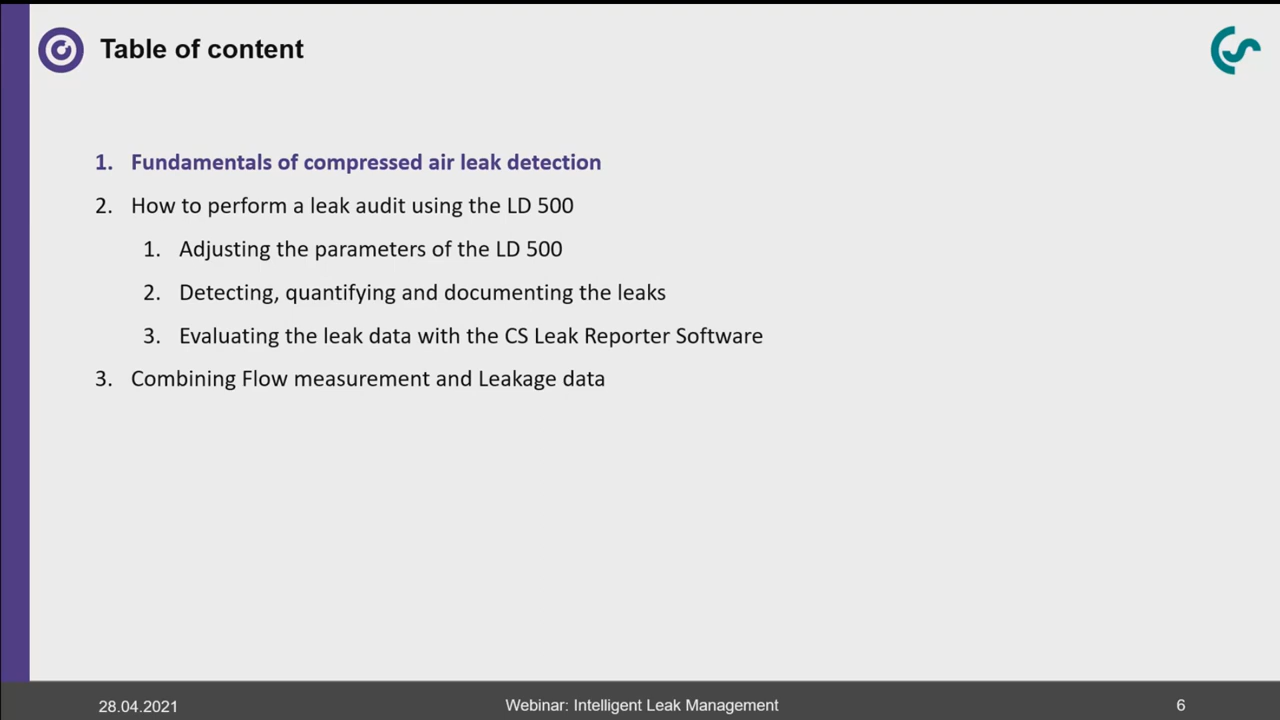 Table of content
1. Fundamentals of compressed air leak detection
2. How to perform a leak audit using the LD 500
1. Adjusting the parameters of the LD 500
2. Detecting, quantifying and documenting the leaks
3. Evaluating the leak data with the CS Leak Reporter Software
3. Combining Flow measurement and Leakage data
28.04.2021
Webinar: Intelligent Leak Management
6